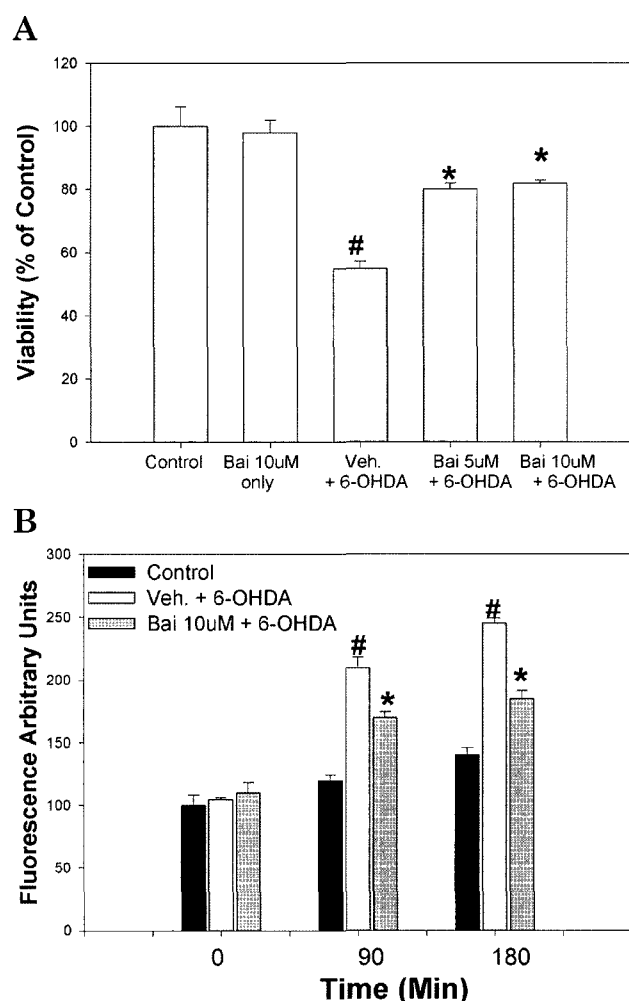 A
Viability (% of Control)
120
100
80
60
40
20
0
#
*
*
Control
Bai 10uM only
Veh. + 6-OHDA
Bai 5uM + 6-OHDA
Bai 10uM + 6-OHDA
B
Fluorescence Arbitrary Units
300
250
200
150
100
50
0
Control
Veh. + 6-OHDA
Bai 10uM + 6-OHDA
#
*
#
*
0
90
180
Time (Min)